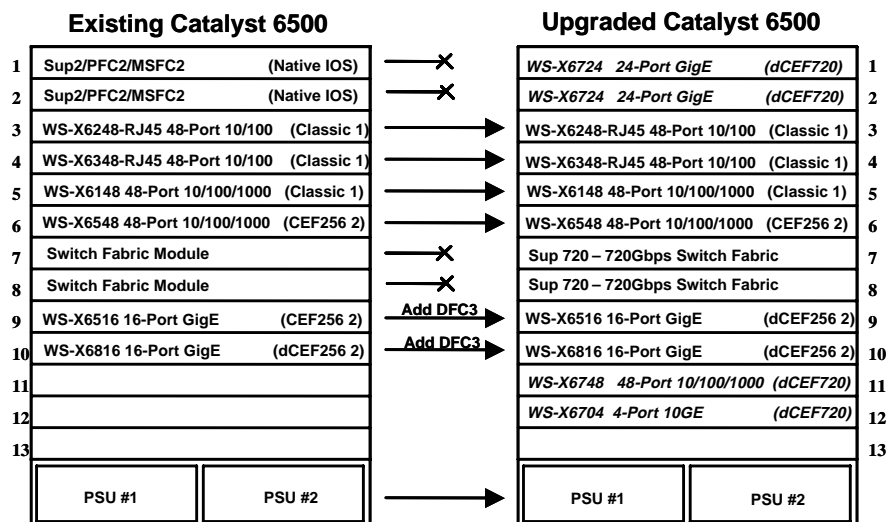 Existing Catalyst 6500
Upgraded Catalyst 6500
1 Sup2/PFC2/MSFC2 (Native IOS) WS-X6724 24-Port GigE (dCEF720) 1
2 Sup2/PFC2/MSFC2 (Native IOS) WS-X6724 24-Port GigE (dCEF720) 2
3 WS-X6248-RJ45 48-Port 10/100 (Classic 1) WS-X6248-RJ45 48-Port 10/100 (Classic 1) 3
4 WS-X6348-RJ45 48-Port 10/100 (Classic 1) WS-X6348-RJ45 48-Port 10/100 (Classic 1) 4
5 WS-X6148 48-Port 10/100/1000 (Classic 1) WS-X6148 48-Port 10/100/1000 (Classic 1) 5
6 WS-X6548 48-Port 10/100/1000 (CEF256 2) WS-X6548 48-Port 10/100/1000 (CEF256 2) 6
7 Switch Fabric Module Sup 720 – 720Gbps Switch Fabric 7
8 Switch Fabric Module Sup 720 – 720Gbps Switch Fabric 8
9 WS-X6516 16-Port GigE (CEF256 2) Add DFC3 WS-X6516 16-Port GigE (dCEF256 2) 9
10 WS-X6816 16-Port GigE (dCEF256 2) Add DFC3 WS-X6816 16-Port GigE (dCEF256 2) 10
11 WS-X6748 48-Port 10/100/1000 (dCEF720) 11
12 WS-X6704 4-Port 10GE (dCEF720) 12
13 13
PSU #1 PSU #2 PSU #1 PSU #2